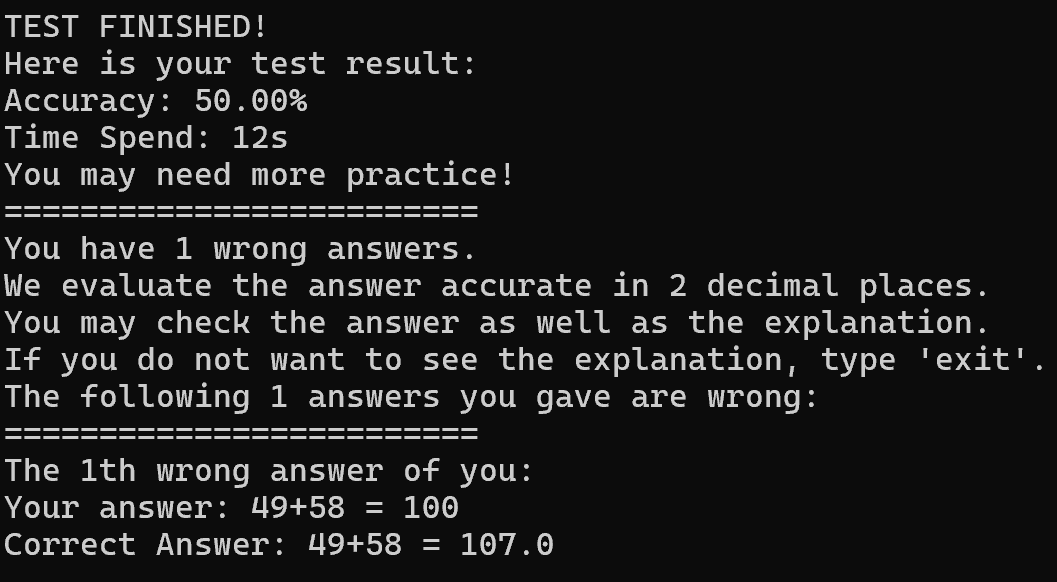 TEST FINISHED!
Here is your test result:
Accuracy: 50.00%
Time Spend: 12s
You may need more practice!
=========================
You have 1 wrong answers.
We evaluate the answer accurate in 2 decimal places.
You may check the answer as well as the explanation.
If you do not want to see the explanation, type 'exit'.
The following 1 answers you gave are wrong:
=========================
The 1th wrong answer of you:
Your answer: 49+58 = 100
Correct Answer: 49+58 = 107.0